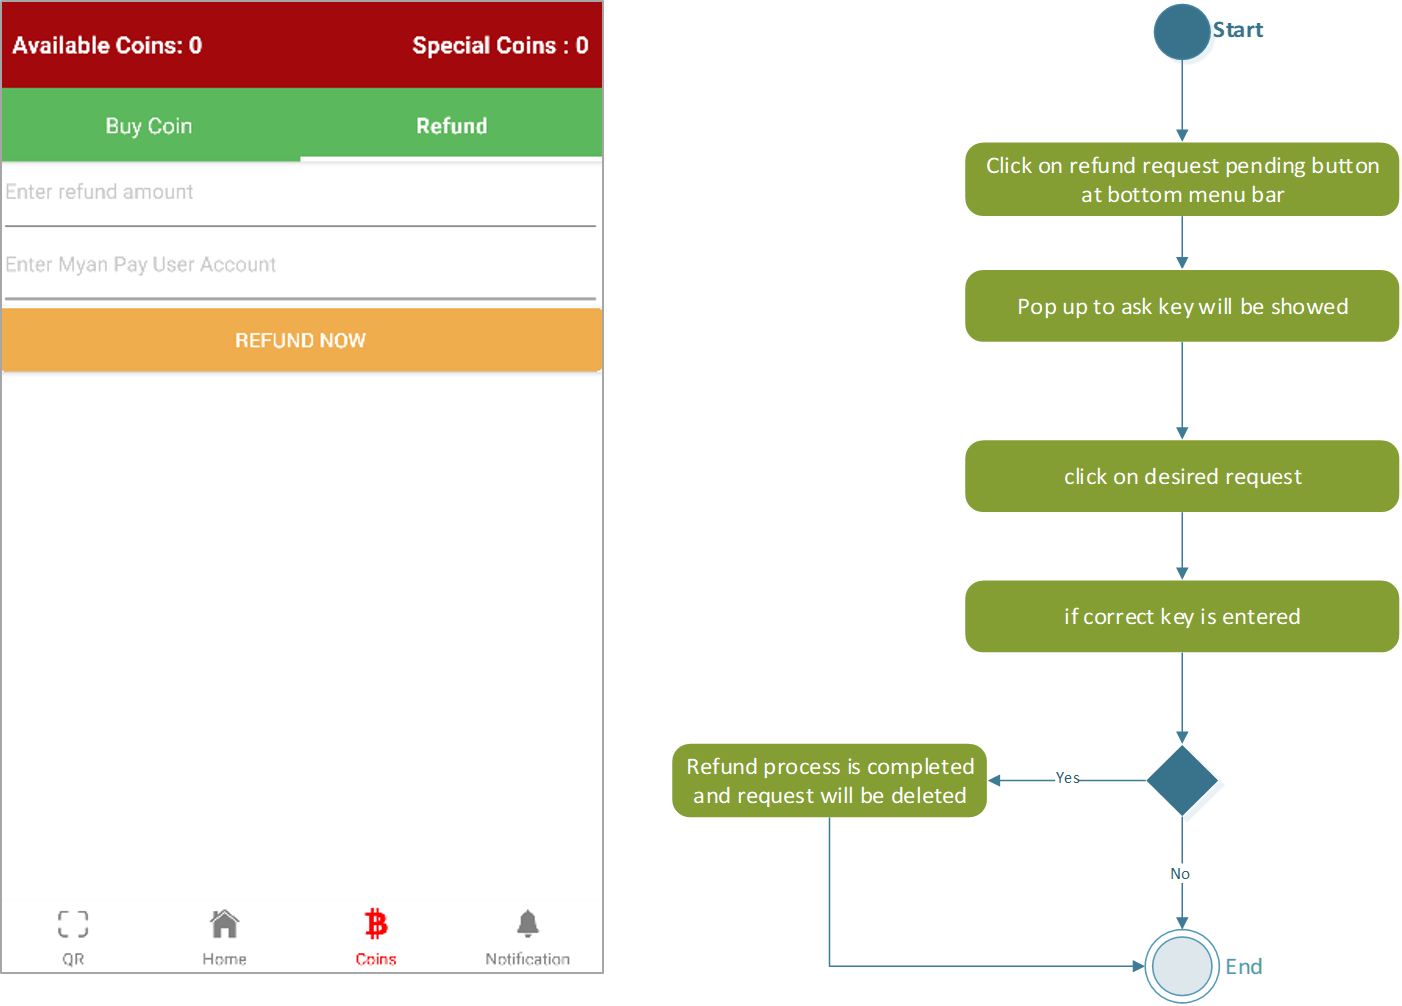 Available Coins: 0
Special Coins : 0
Buy Coin
Refund
Enter refund amount
Enter Myan Pay User Account
REFUND NOW
QR
Home
Coins
Notification
Start
Click on refund request pending button
at bottom menu bar
Pop up to ask key will be showed
click on desired request
if correct key is entered
Yes
Refund process is completed
and request will be deleted
No
End